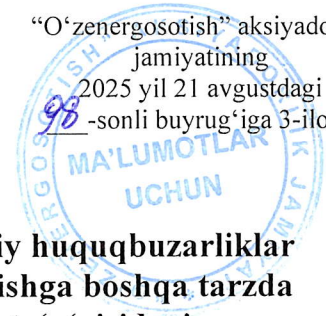 “O‘zenergosotish” aksiyado
jamiyatining
2025 yil 21 avgustdagi
98 -sonli buyrug‘iga 3-ilo
MA’LUMOTLAR
UCHUN
iy huquqbuzarliklar
ishga boshqa tarzda